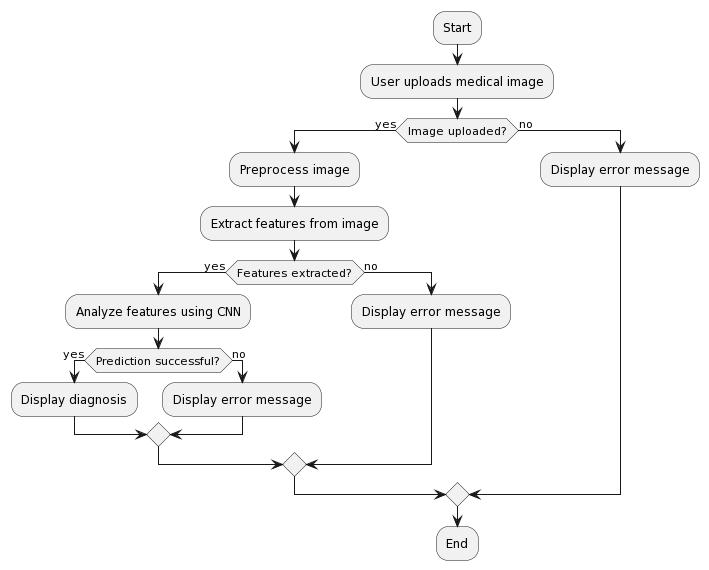 Start
User uploads medical image
yes
Image uploaded?
no
Preprocess image
Display error message
Extract features from image
yes
Features extracted?
no
Analyze features using CNN
Display error message
yes
Prediction successful?
no
Display diagnosis
Display error message
End